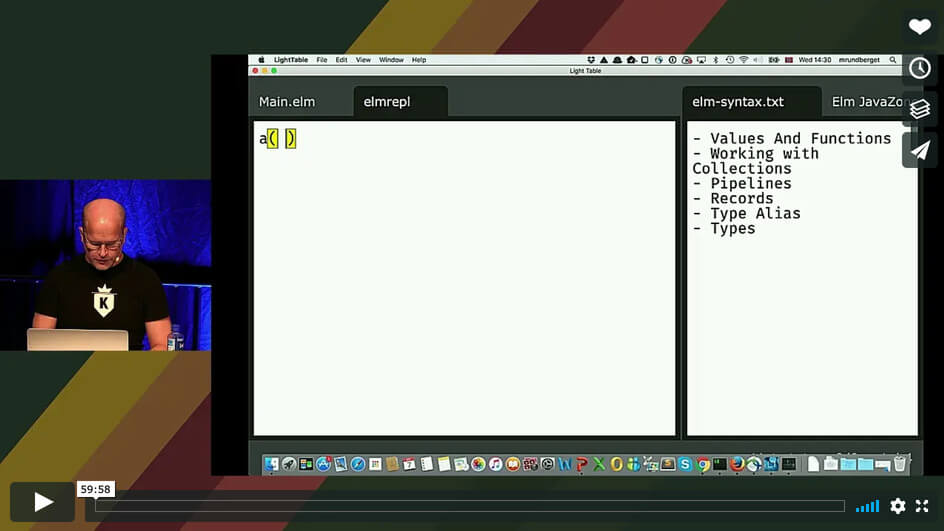 LightTable File Edit View Window Help
Wed 14:30 mrundberget
Light Table
Main.elm
elmrepl
elm-syntax.txt
Elm JavaZon
a( )
- Values And Functions
- Working with
Collections
- Pipelines
- Records
- Type Alias
- Types
K
59:58